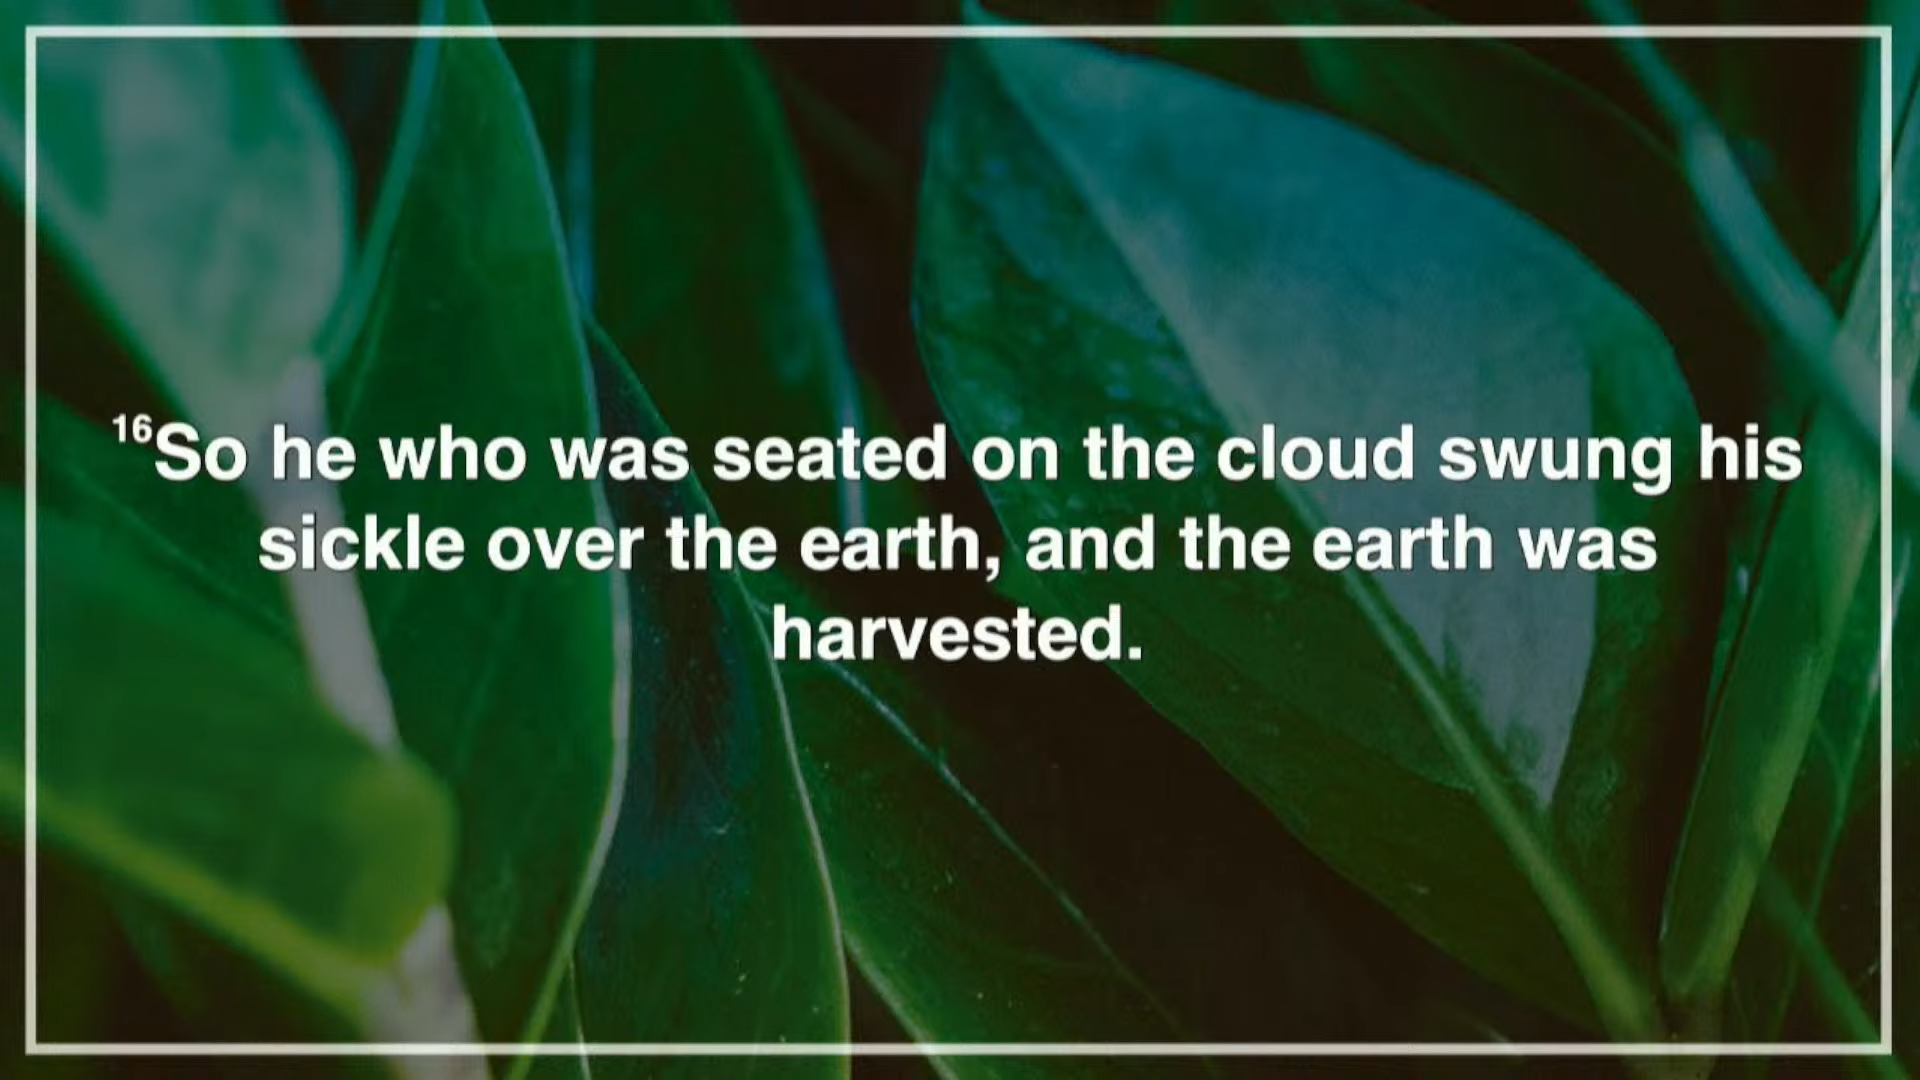 16So he who was seated on the cloud swung his
sickle over the earth, and the earth was
harvested.